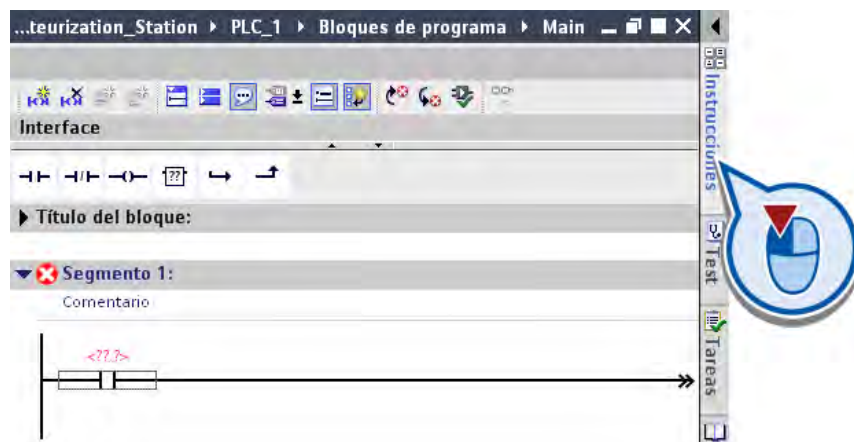 ...teurization_Station ▸ PLC_1 ▸ Bloques de programa ▸ Main
Interface
??
Título del bloque:
Segmento 1:
Comentario
<??.?>
Instrucciones
Test
Tareas